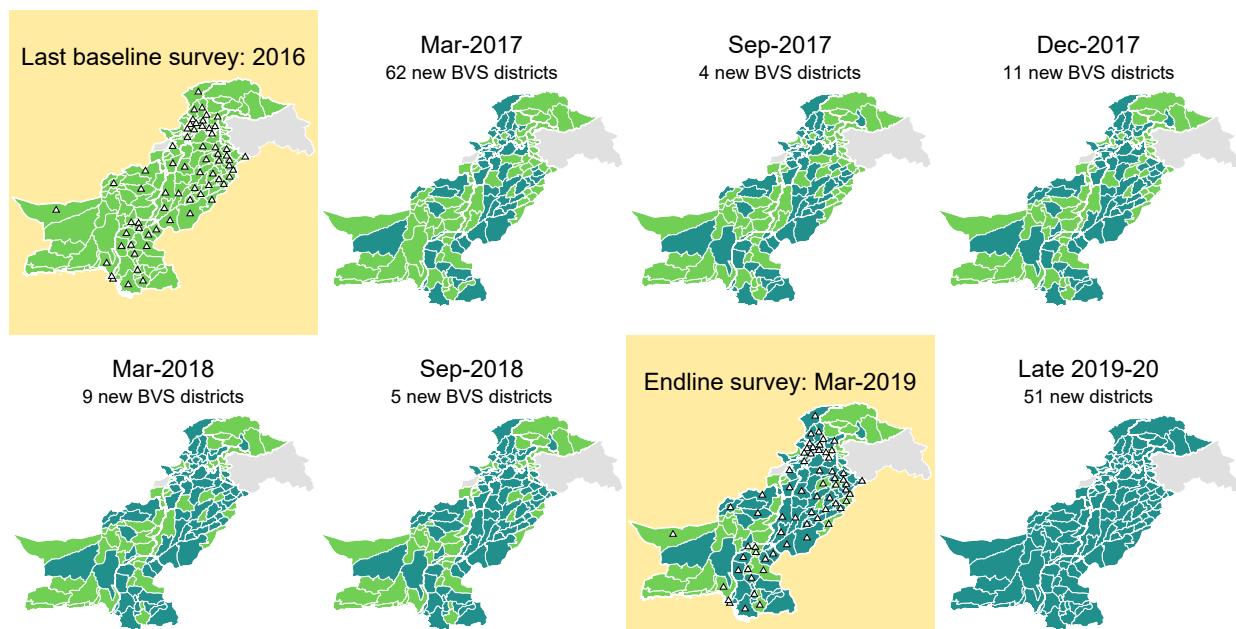 Last baseline survey: 2016
Mar-2017
62 new BVS districts
Sep-2017
4 new BVS districts
Dec-2017
11 new BVS districts
Mar-2018
9 new BVS districts
Sep-2018
5 new BVS districts
Endline survey: Mar-2019
Late 2019-20
51 new districts